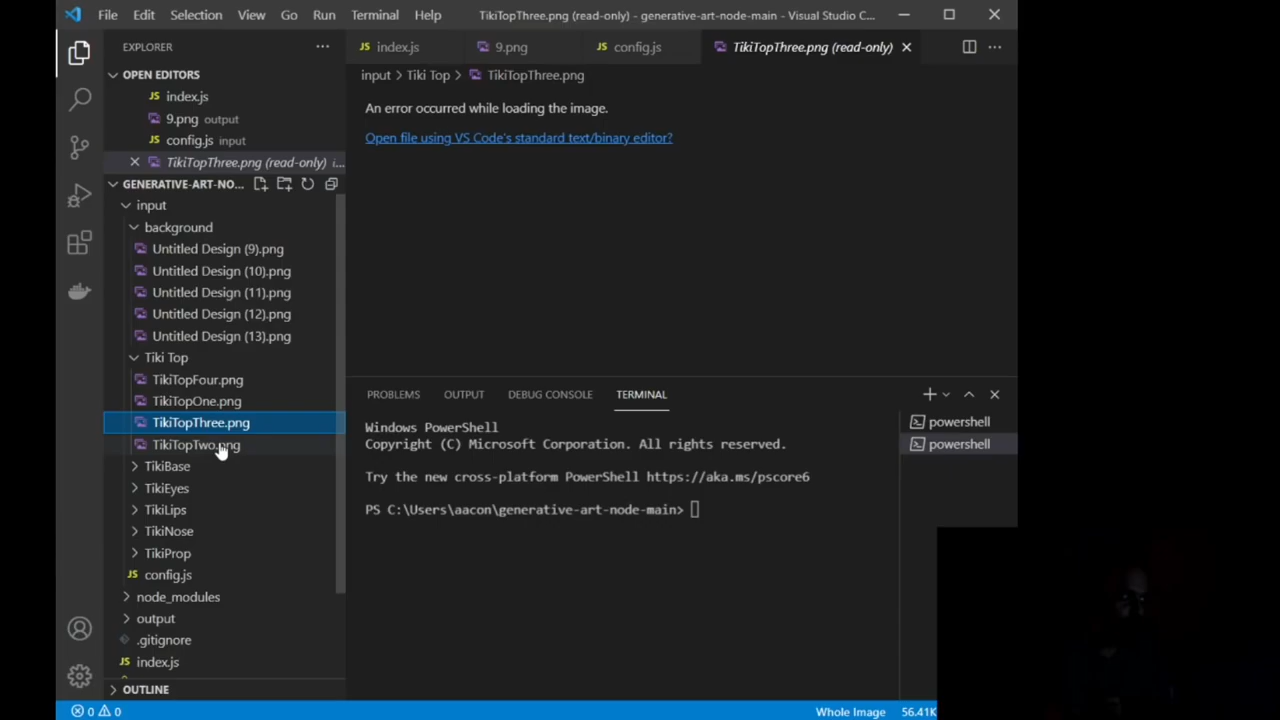 File Edit Selection View Go Run Terminal Help TikiTopThree.png (read-only) - generative-art-node-main - Visual Studio C...
EXPLORER
index.js 9.png config.js TikiTopThree.png (read-only)
OPEN EDITORS
index.js
9.png output
config.js input
TikiTopThree.png (read-only) i...
GENERATIVE-ART-NO...
input
background
Untitled Design (9).png
Untitled Design (10).png
Untitled Design (11).png
Untitled Design (12).png
Untitled Design (13).png
Tiki Top
TikiTopFour.png
TikiTopOne.png
TikiTopThree.png
TikiTopTwo.png
TikiBase
TikiEyes
TikiLips
TikiNose
TikiProp
config.js
node_modules
output
.gitignore
index.js
OUTLINE
input > Tiki Top > TikiTopThree.png
An error occurred while loading the image.
Open file using VS Code's standard text/binary editor?
PROBLEMS OUTPUT DEBUG CONSOLE TERMINAL
Windows PowerShell
Copyright (C) Microsoft Corporation. All rights reserved.
Try the new cross-platform PowerShell https://aka.ms/pscore6
PS C:\Users\aacon\generative-art-node-main>
powershell
powershell
0 0 Whole Image 56.41K